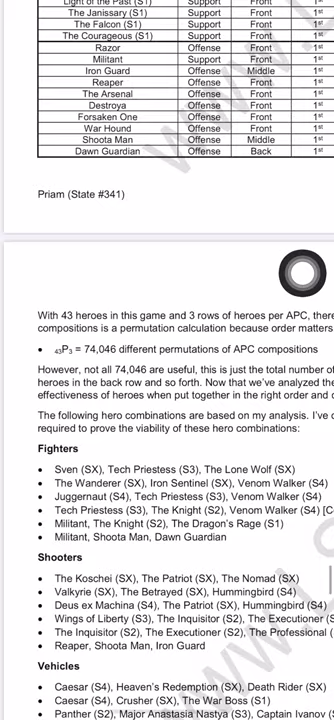 Light of the Past (S1) Support Front 1st
The Janissary (S1) Support Front 1st
The Falcon (S1) Support Front 1st
The Courageous (S1) Support Front 1st
Razor Offense Front 1st
Militant Support Front 1st
Iron Guard Offense Middle 1st
Reaper Offense Front 1st
The Arsenal Offense Front 1st
Destroya Offense Front 1st
Forsaken One Offense Front 1st
War Hound Offense Front 1st
Shoota Man Offense Middle 1st
Dawn Guardian Offense Back 1st
Priam (State #341)
With 43 heroes in this game and 3 rows of heroes per APC, there
compositions is a permutation calculation because order matters
• 43P3 = 74,046 different permutations of APC compositions
However, not all 74,046 are useful, this is just the total number of
heroes in the back row and so forth. Now that we've analyzed the
effectiveness of heroes when put together in the right order and
The following hero combinations are based on my analysis. I've
required to prove the viability of these hero combinations:
Fighters
• Sven (SX), Tech Priestess (S3), The Lone Wolf (SX)
• The Wanderer (SX), Iron Sentinel (SX), Venom Walker (S4)
• Juggernaut (S4), Tech Priestess (S3), Venom Walker (S4)
• Tech Priestess (S3), The Knight (S2), Venom Walker (S4) [C
• Militant, The Knight (S2), The Dragon's Rage (S1)
• Militant, Shoota Man, Dawn Guardian
Shooters
• The Koschei (SX), The Patriot (SX), The Nomad (SX)
• Valkyrie (SX), The Betrayed (SX), Hummingbird (S4)
• Deus ex Machina (S4), The Patriot (SX), Hummingbird (S4)
• Wings of Liberty (S3), The Inquisitor (S2), The Executioner (S
• The Inquisitor (S2), The Executioner (S2), The Professional (
• Reaper, Shoota Man, Iron Guard
Vehicles
• Caesar (S4), Heaven's Redemption (SX), Death Rider (SX)
• Caesar (S4), Crusher (SX), The War Boss (S1)
• Panther (S2), Major Anastasia Nastya (S3), Captain Ivanov (S